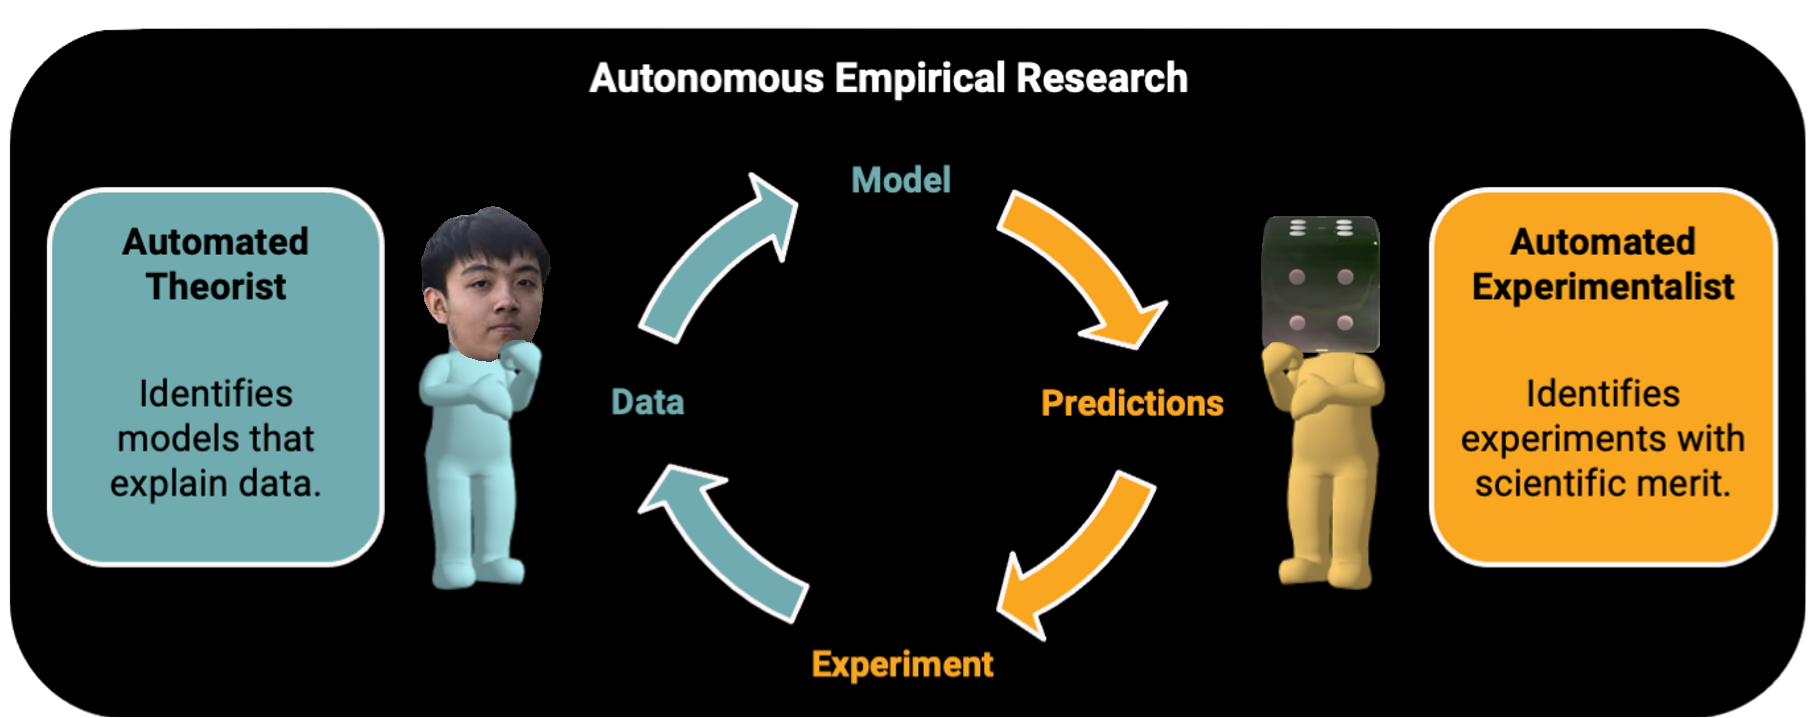 Autonomous Empirical Research
Automated
Theorist
Identifies
models that
explain data.
Model
Data
Predictions
Experiment
Automated
Experimentalist
Identifies
experiments with
scientific merit.